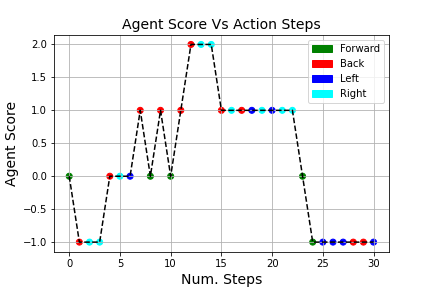 Agent Score Vs Action Steps
Agent Score
2.0
1.5
1.0
0.5
0.0
−0.5
−1.0
Forward
Back
Left
Right
0 5 10 15 20 25 30
Num. Steps